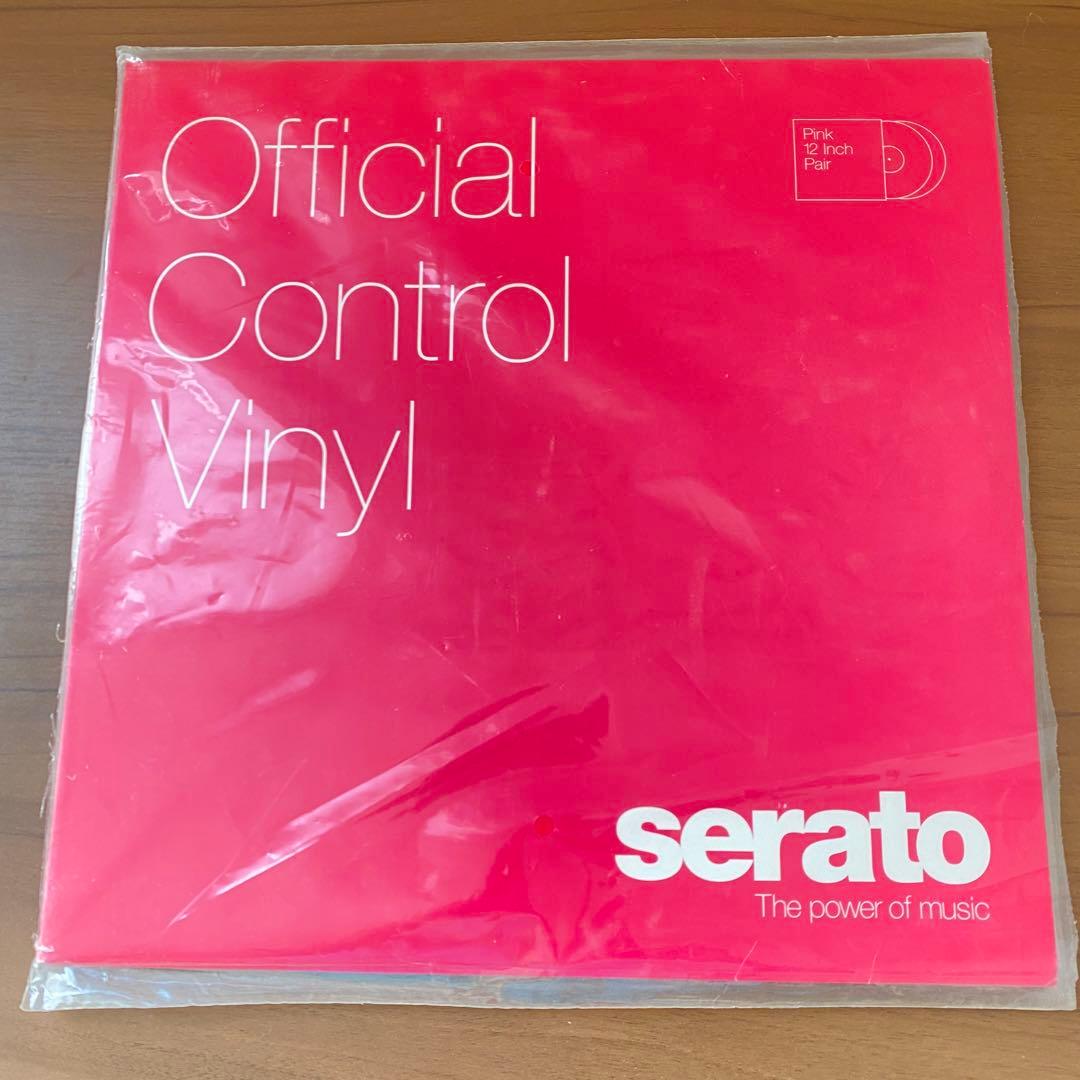 Official
Control
Vinyl
Pink
12 Inch
Pair
serato
The power of music